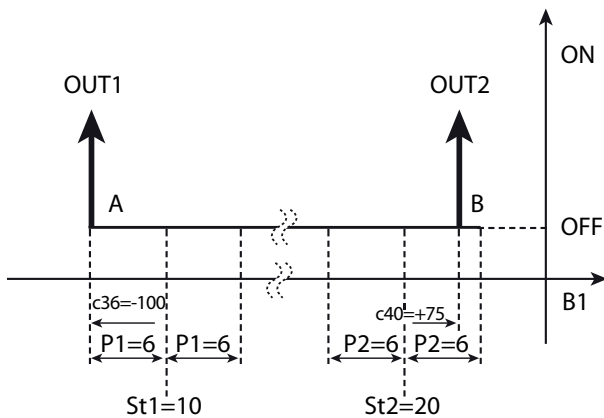 ON
OUT1 OUT2
A B
OFF
c36=-100 c40=+75 B1
P1=6 P1=6 P2=6 P2=6
St1=10 St2=20